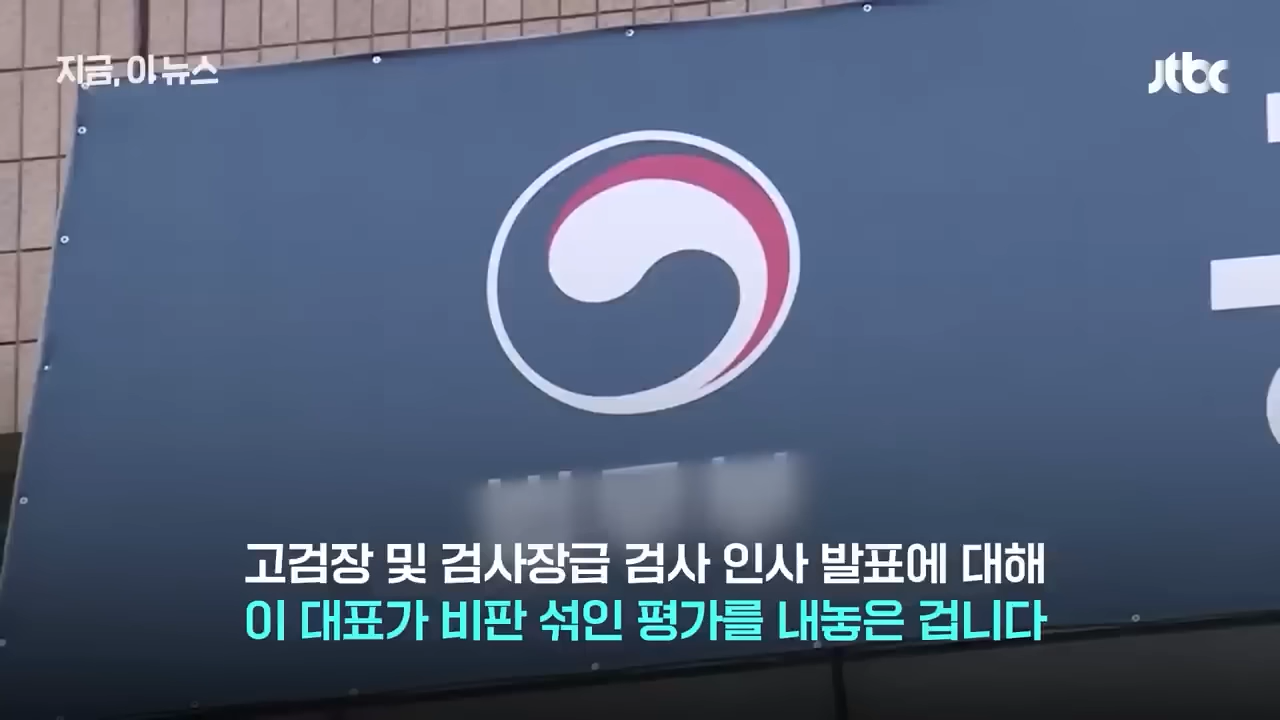 지금, 이 뉴스
jtbc
고검장 및 검사장급 검사 인사 발표에 대해
이 대표가 비판 섞인 평가를 내놓은 겁니다